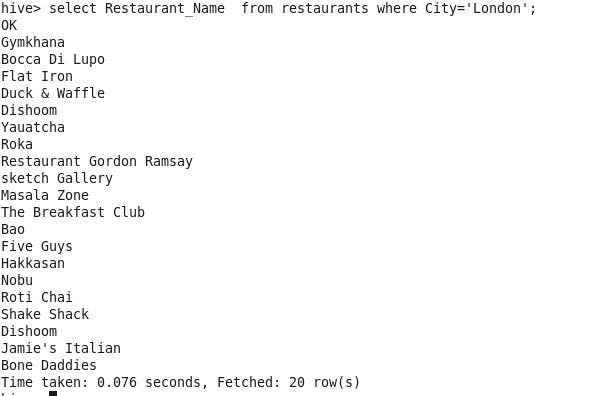 hive> select Restaurant_Name  from restaurants where City='London';
OK
Gymkhana
Bocca Di Lupo
Flat Iron
Duck & Waffle
Dishoom
Yauatcha
Roka
Restaurant Gordon Ramsay
sketch Gallery
Masala Zone
The Breakfast Club
Bao
Five Guys
Hakkasan
Nobu
Roti Chai
Shake Shack
Dishoom
Jamie's Italian
Bone Daddies
Time taken: 0.076 seconds, Fetched: 20 row(s)